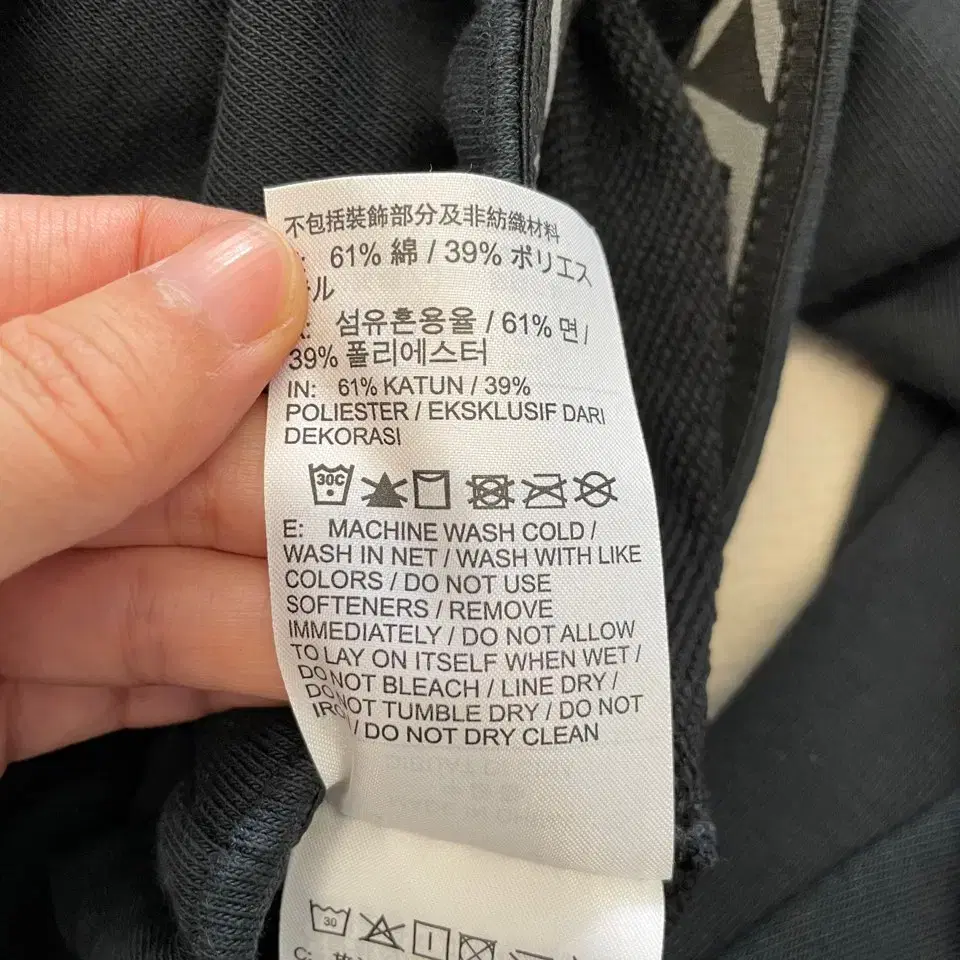 不包括裝飾部分及非紡織材料
61% 綿 / 39% ポリエス
ル
섬유혼용율 / 61% 면 /
39% 폴리에스터
IN: 61% KATUN / 39%
POLIESTER / EKSKLUSIF DARI
DEKORASI
30C
E: MACHINE WASH COLD /
WASH IN NET / WASH WITH LIKE
COLORS / DO NOT USE
SOFTENERS / REMOVE
IMMEDIATELY / DO NOT ALLOW
TO LAY ON ITSELF WHEN WET /
DO NOT BLEACH / LINE DRY /
DO NOT TUMBLE DRY / DO NOT
IRON / DO NOT DRY CLEAN
30
C: